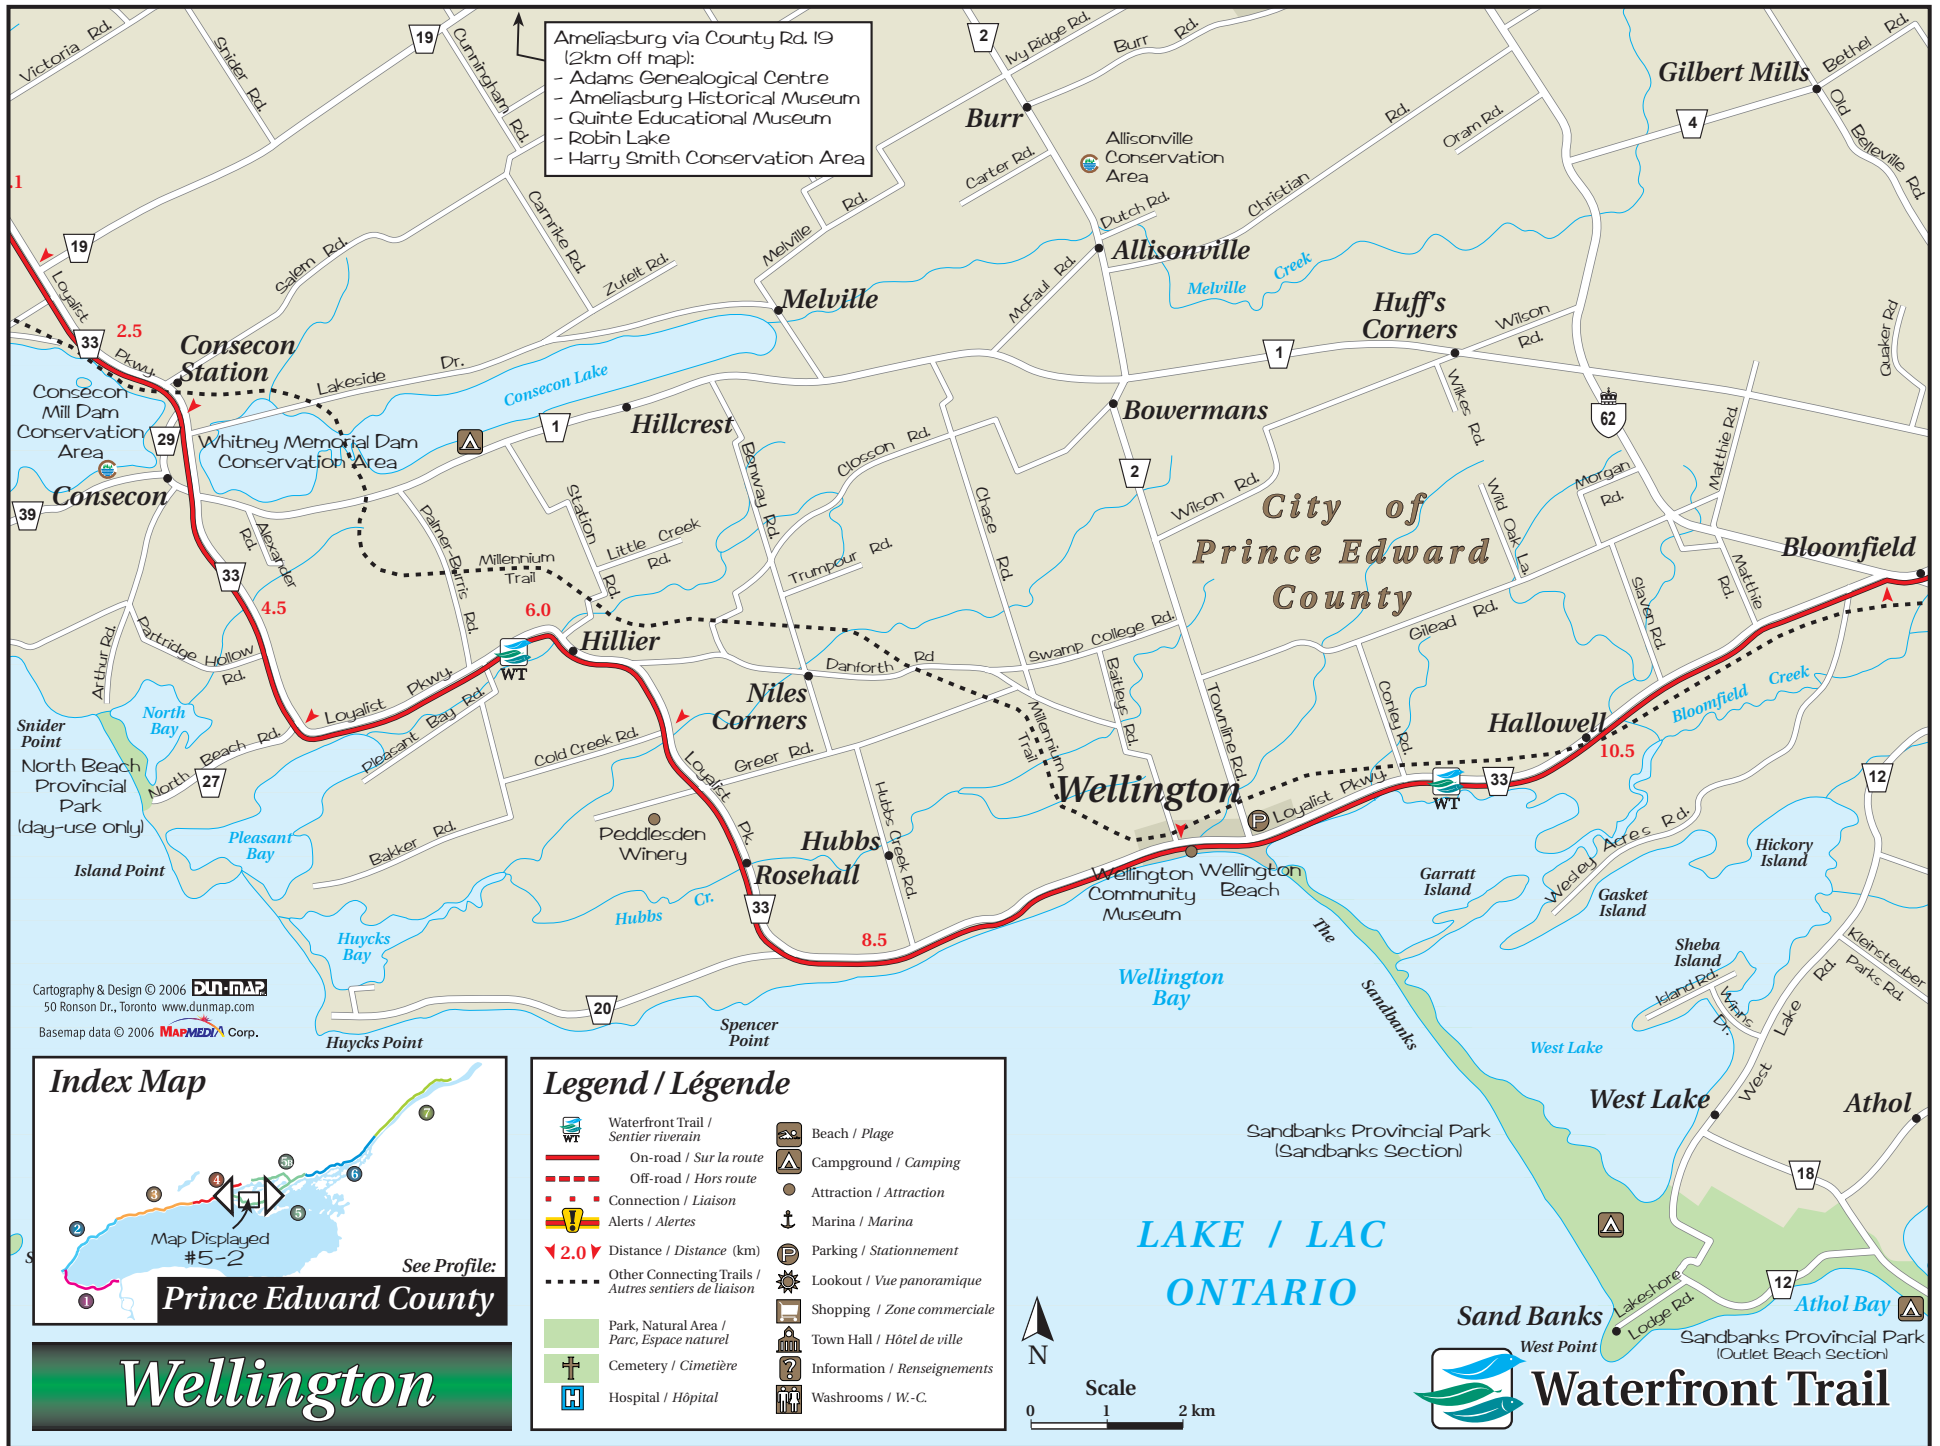 Victoria Rd.
Snider Rd.
19
Cunningham Rd.
Ameliasburg via County Rd. 19
(2km off map):
- Adams Genealogical Centre
- Ameliasburg Historical Museum
- Quinte Educational Museum
- Robin Lake
- Harry Smith Conservation Area
2
Ivy Ridge Rd.
Burr Rd.
Burr
Gilbert Mills
Bethel Rd.
Old Belleville Rd.
4
Oram Rd.
Christian Rd.
Carter Rd.
Allisonville
Conservation
Area
Dutch Rd.
Allisonville
.1
19
Loyalist Pkwy.
33
2.5
Salem Rd.
Carnrike Rd.
Zufelt Rd.
Melville Rd.
Melville
McFaul Rd.
Melville Creek
Huff's
Corners
Wilson Rd.
Quaker Rd
Consecon
Station
Lakeside Dr.
Consecon Lake
1
1
Hillcrest
Bowermans
Wilkes Rd.
62
Matthie Rd.
Consecon
Mill Dam
Conservation
Area
29
Whitney Memorial Dam
Conservation Area
Consecon
39
Alexander Rd.
Palmer-Burris Rd.
Station Rd.
Little Creek Rd.
Benway Rd.
Closson Rd.
Chase Rd.
Trumpour Rd.
2
Wilson Rd.
City of
Prince Edward
County
Wild Oak La.
Morgan Rd.
Slaven Rd.
Matthie Rd.
Bloomfield
33
4.5
Millennium
Trail
6.0
WT
Hillier
Arthur Rd.
Partridge Hollow Rd.
Loyalist Pkwy.
Pleasant Bay Rd.
Niles
Corners
Danforth Rd
Swamp College Rd.
Baileys Rd.
Townline Rd.
Gilead Rd.
Conley Rd.
Hallowell
10.5
Bloomfield Creek
Snider
Point
North
Bay
North Beach Rd.
27
North Beach
Provincial
Park
(day-use only)
Cold Creek Rd.
Loyalist Pk.
Greer Rd.
Millennium
Trail
Wellington
P
Loyalist Pkwy.
WT
33
12
Island Point
Pleasant
Bay
Bakker Rd.
Peddlesden
Winery
Hubbs Creek Rd.
Hubbs
Rosehall
33
Hubbs Cr.
Huycks
Bay
8.5
Wellington
Community
Museum
Wellington
Beach
Wesley Acres Rd.
Garratt
Island
Gasket
Island
Hickory
Island
Sheba
Island
Island Rd.
Winns Dr.
Kleinsteuber
Parks Rd.
West Lake Rd.
The Sandbanks
Wellington
Bay
West Lake
20
Huycks Point
Spencer
Point
Cartography & Design © 2006 DUN-MAP
50 Ronson Dr., Toronto www.dunmap.com
Basemap data © 2006 MAPMEDIA Corp.
Index Map
1
2
3
4
5
5B
6
7
Map Displayed
#5-2
See Profile:
Prince Edward County
Wellington
Legend / Légende
WT
Waterfront Trail /
Sentier riverain
On-road / Sur la route
Off-road / Hors route
Connection / Liaison
Alerts / Alertes
2.0 Distance / Distance (km)
Other Connecting Trails /
Autres sentiers de liaison
Park, Natural Area /
Parc, Espace naturel
Cemetery / Cimetière
H Hospital / Hôpital
Beach / Plage
Campground / Camping
Attraction / Attraction
Marina / Marina
P Parking / Stationnement
Lookout / Vue panoramique
Shopping / Zone commerciale
Town Hall / Hôtel de ville
? Information / Renseignements
Washrooms / W.-C.
N
Scale
0 1 2 km
LAKE / LAC
ONTARIO
Sandbanks Provincial Park
(Sandbanks Section)
West Lake
Athol
18
12
Lakeshore
Lodge Rd.
Sand Banks
West Point
Athol Bay
Sandbanks Provincial Park
(Outlet Beach Section)
Waterfront Trail